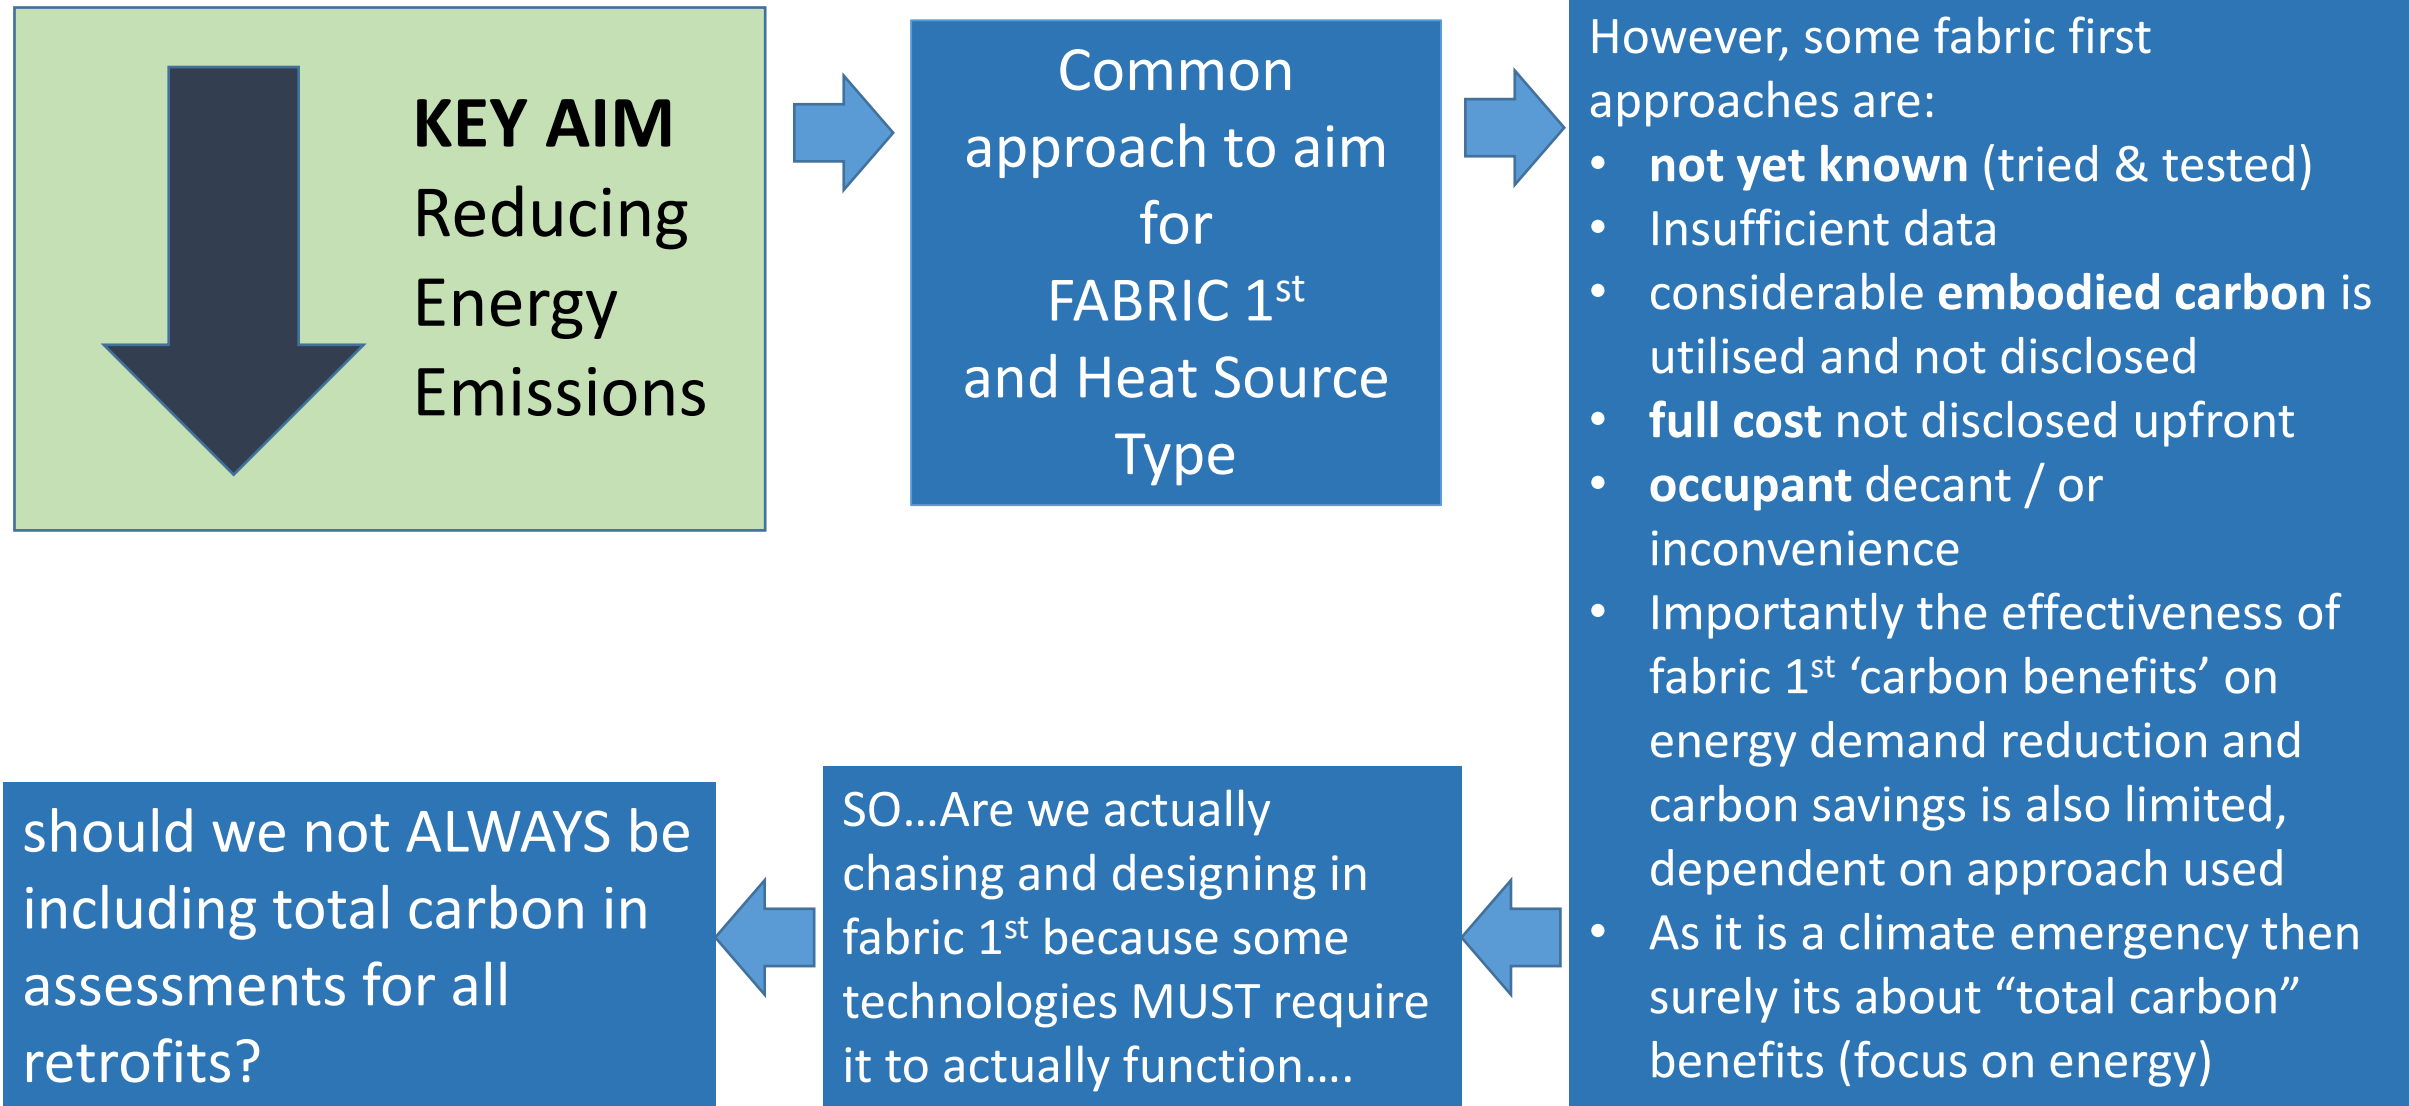 KEY AIM
Reducing
Energy
Emissions
Common
approach to aim
for
FABRIC 1st
and Heat Source
Type
However, some fabric first
approaches are:
• not yet known (tried & tested)
• Insufficient data
• considerable embodied carbon is
utilised and not disclosed
• full cost not disclosed upfront
• occupant decant / or
inconvenience
• Importantly the effectiveness of
fabric 1st ‘carbon benefits’ on
energy demand reduction and
carbon savings is also limited,
dependent on approach used
• As it is a climate emergency then
surely its about “total carbon”
benefits (focus on energy)
SO...Are we actually
chasing and designing in
fabric 1st because some
technologies MUST require
it to actually function....
should we not ALWAYS be
including total carbon in
assessments for all
retrofits?